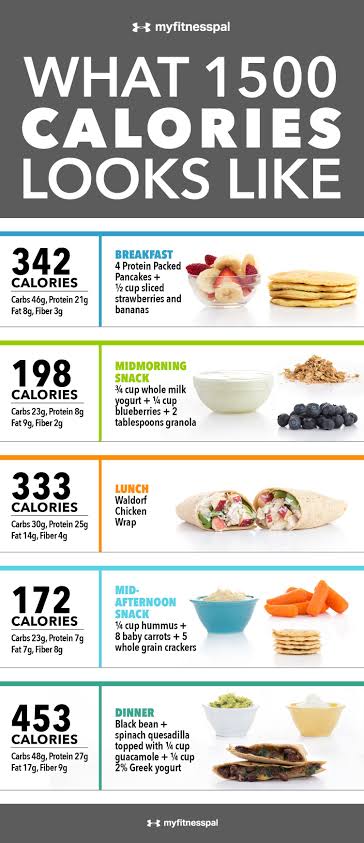 myfitnesspal
WHAT 1500
CALORIES
LOOKS LIKE
342
CALORIES
Carbs 46g, Protein 21g
Fat 8g, Fiber 3g
BREAKFAST
4 Protein Packed
Pancakes +
½ cup sliced
strawberries and
bananas
198
CALORIES
Carbs 23g, Protein 8g
Fat 9g, Fiber 2g
MIDMORNING
SNACK
¾ cup whole milk
yogurt + ¼ cup
blueberries + 2
tablespoons granola
333
CALORIES
Carbs 30g, Protein 25g
Fat 14g, Fiber 4g
LUNCH
Waldorf
Chicken
Wrap
172
CALORIES
Carbs 23g, Protein 7g
Fat 7g, Fiber 8g
MID-
AFTERNOON
SNACK
¼ cup hummus +
8 baby carrots + 5
whole grain crackers
453
CALORIES
Carbs 48g, Protein 27g
Fat 17g, Fiber 9g
DINNER
Black bean +
spinach quesadilla
topped with ¼ cup
guacamole + ¼ cup
2% Greek yogurt
myfitnesspal